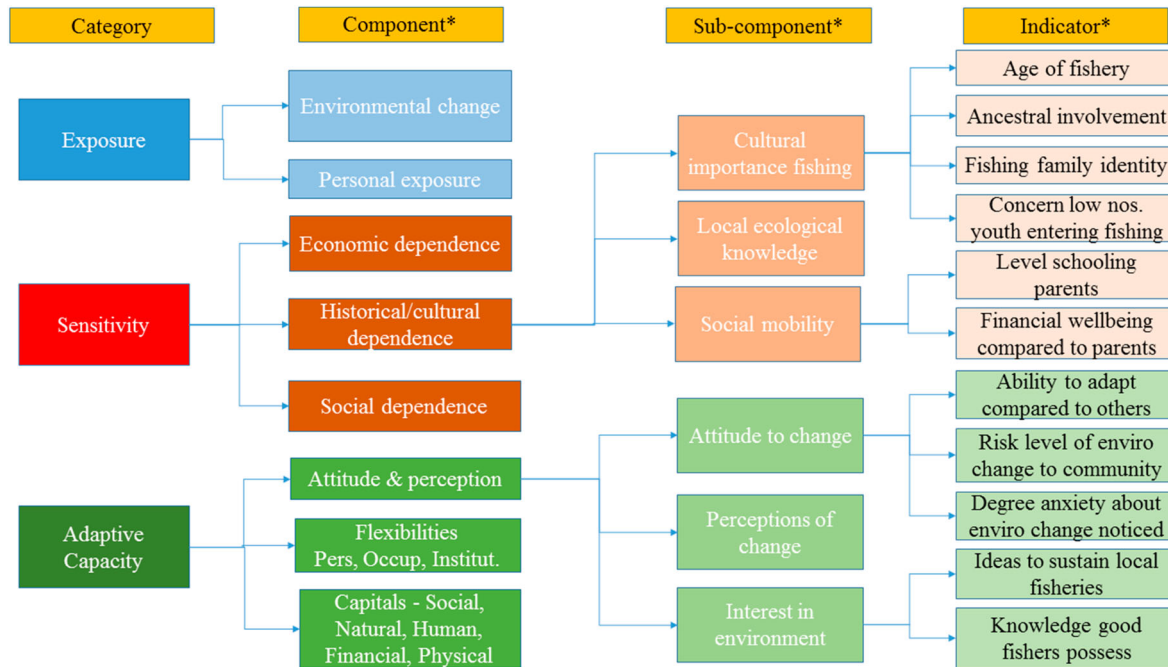 Category
Component*
Sub-component*
Indicator*
Exposure
Environmental change
Personal exposure
Sensitivity
Economic dependence
Historical/cultural
dependence
Social dependence
Adaptive
Capacity
Attitude & perception
Flexibilities
Pers, Occup, Institut.
Capitals - Social,
Natural, Human,
Financial, Physical
Cultural
importance fishing
Local ecological
knowledge
Social mobility
Attitude to change
Perceptions of
change
Interest in
environment
Age of fishery
Ancestral involvement
Fishing family identity
Concern low nos.
youth entering fishing
Level schooling
parents
Financial wellbeing
compared to parents
Ability to adapt
compared to others
Risk level of enviro
change to community
Degree anxiety about
enviro change noticed
Ideas to sustain local
fisheries
Knowledge good
fishers possess